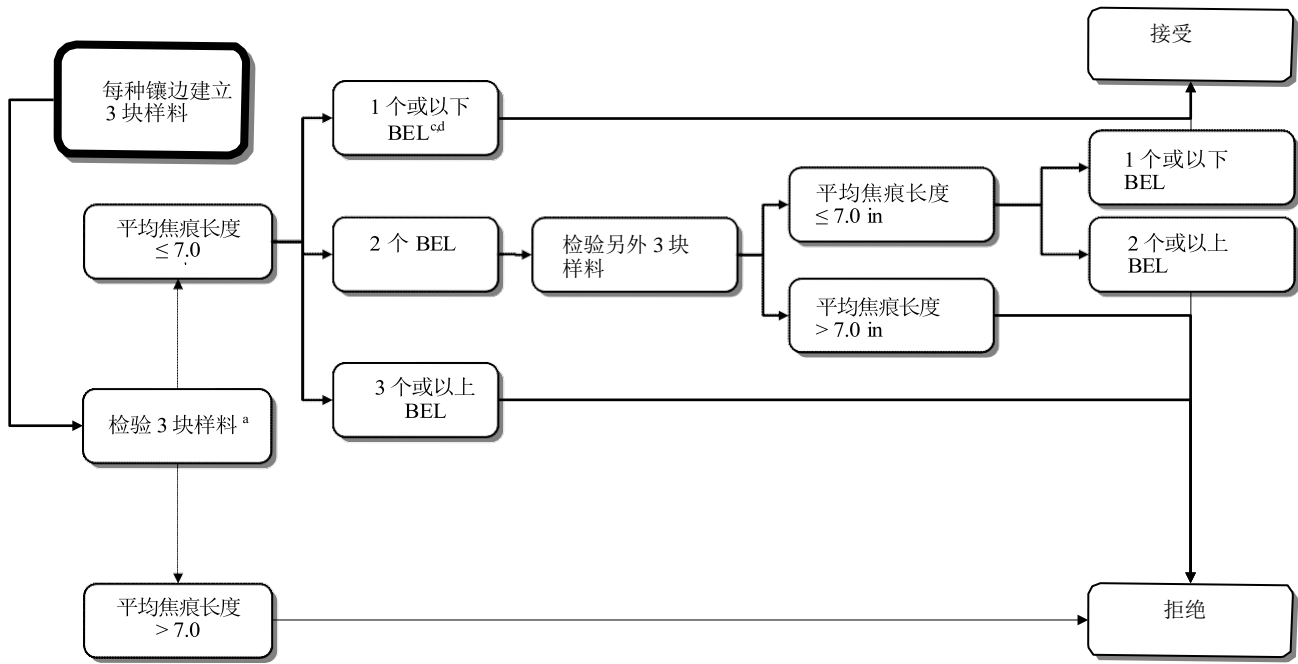 接受
每种镶边建立
3 块样料
1 个或以下
BELc,d
1 个或以下
BEL
平均焦痕长度
≤ 7.0 in
平均焦痕长度
≤ 7.0
2 个 BEL
检验另外 3 块
样料
2 个或以上
BEL
平均焦痕长度
> 7.0 in
3 个或以上
BEL
检验 3 块样料 a
平均焦痕长度
> 7.0
拒绝